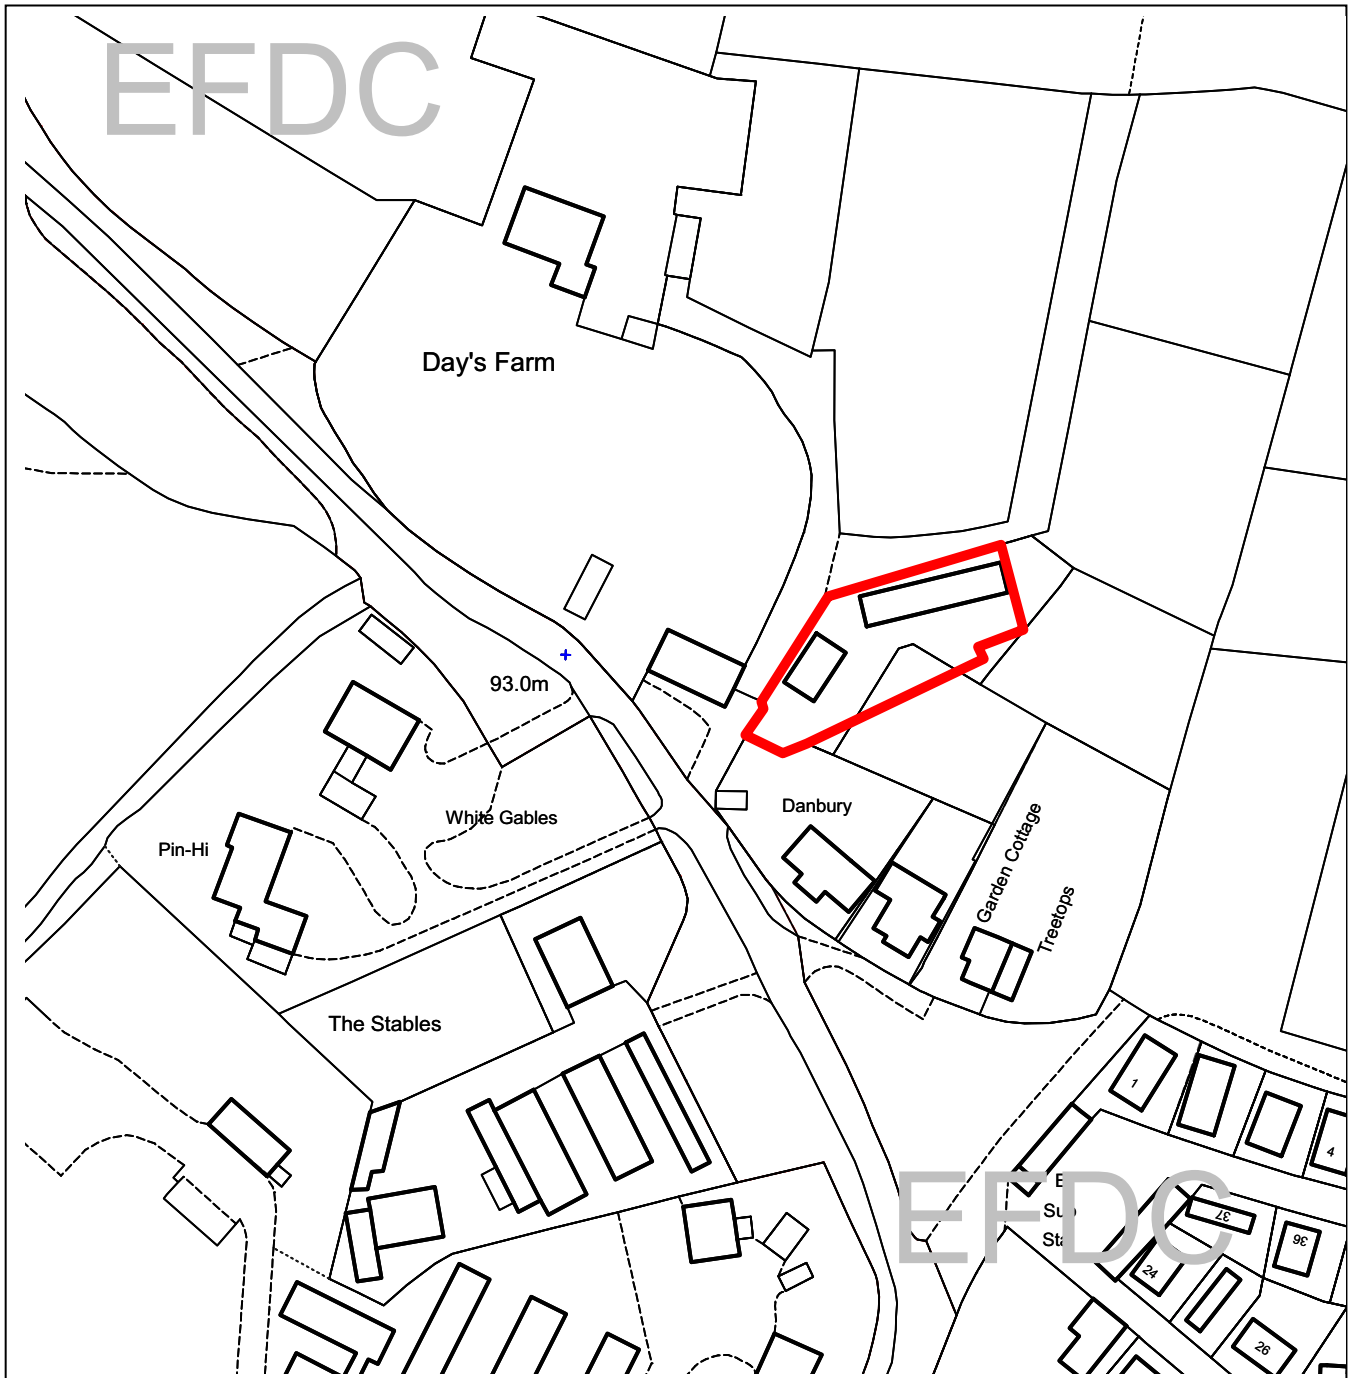 EFDC
Day's Farm
93.0m
White Gables
Pin-Hi
Danbury
Garden Cottage
Treetops
The Stables
1
4
EFDC
37
36
24
26